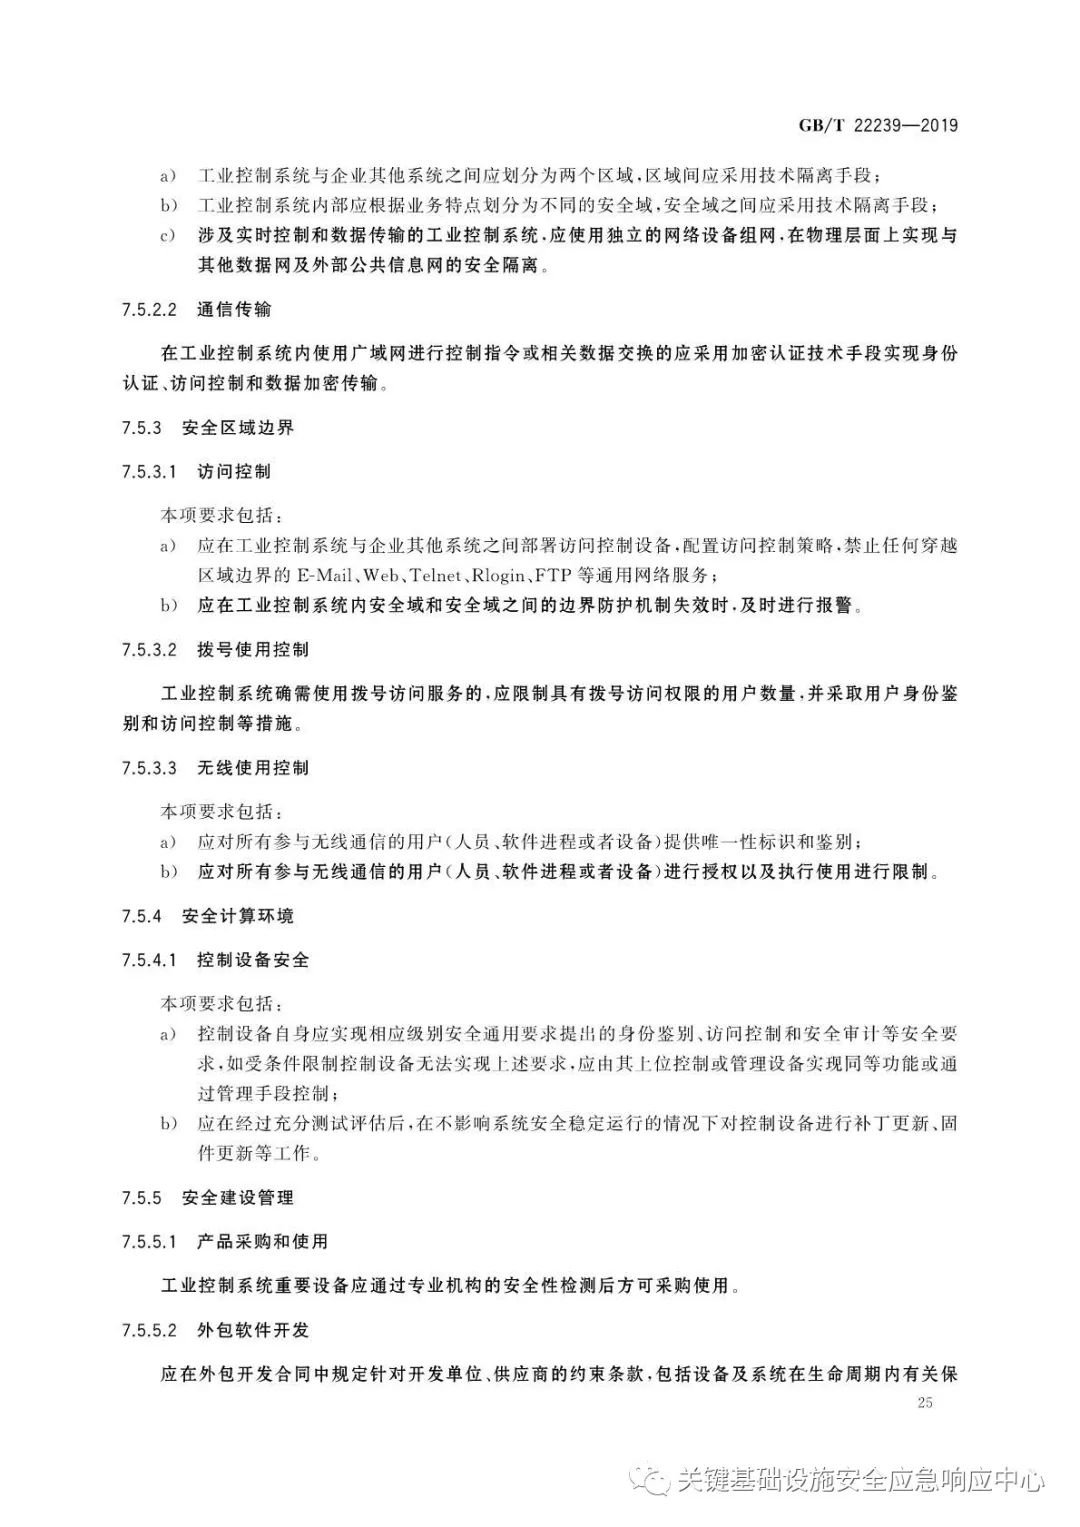 GB/T 22239—2019
a) 工业控制系统与企业其他系统之间应划分为两个区域,区域间应采用技术隔离手段;
b) 工业控制系统内部应根据业务特点划分为不同的安全域,安全域之间应采用技术隔离手段;
c) 涉及实时控制和数据传输的工业控制系统,应使用独立的网络设备组网,在物理层面上实现与
其他数据网及外部公共信息网的安全隔离。
7.5.2.2 通信传输
在工业控制系统内使用广域网进行控制指令或相关数据交换的应采用加密认证技术手段实现身份
认证、访问控制和数据加密传输。
7.5.3 安全区域边界
7.5.3.1 访问控制
本项要求包括:
a) 应在工业控制系统与企业其他系统之间部署访问控制设备,配置访问控制策略,禁止任何穿越
区域边界的 E-Mail、Web、Telnet、Rlogin、FTP 等通用网络服务;
b) 应在工业控制系统内安全域和安全域之间的边界防护机制失效时,及时进行报警。
7.5.3.2 拨号使用控制
工业控制系统确需使用拨号访问服务的,应限制具有拨号访问权限的用户数量,并采取用户身份鉴
别和访问控制等措施。
7.5.3.3 无线使用控制
本项要求包括:
a) 应对所有参与无线通信的用户(人员、软件进程或者设备)提供唯一性标识和鉴别;
b) 应对所有参与无线通信的用户(人员、软件进程或者设备)进行授权以及执行使用进行限制。
7.5.4 安全计算环境
7.5.4.1 控制设备安全
本项要求包括:
a) 控制设备自身应实现相应级别安全通用要求提出的身份鉴别、访问控制和安全审计等安全要
求,如受条件限制控制设备无法实现上述要求,应由其上位控制或管理设备实现同等功能或通
过管理手段控制;
b) 应在经过充分测试评估后,在不影响系统安全稳定运行的情况下对控制设备进行补丁更新、固
件更新等工作。
7.5.5 安全建设管理
7.5.5.1 产品采购和使用
工业控制系统重要设备应通过专业机构的安全性检测后方可采购使用。
7.5.5.2 外包软件开发
应在外包开发合同中规定针对开发单位、供应商的约束条款,包括设备及系统在生命周期内有关保
25
关键基础设施安全应急响应中心